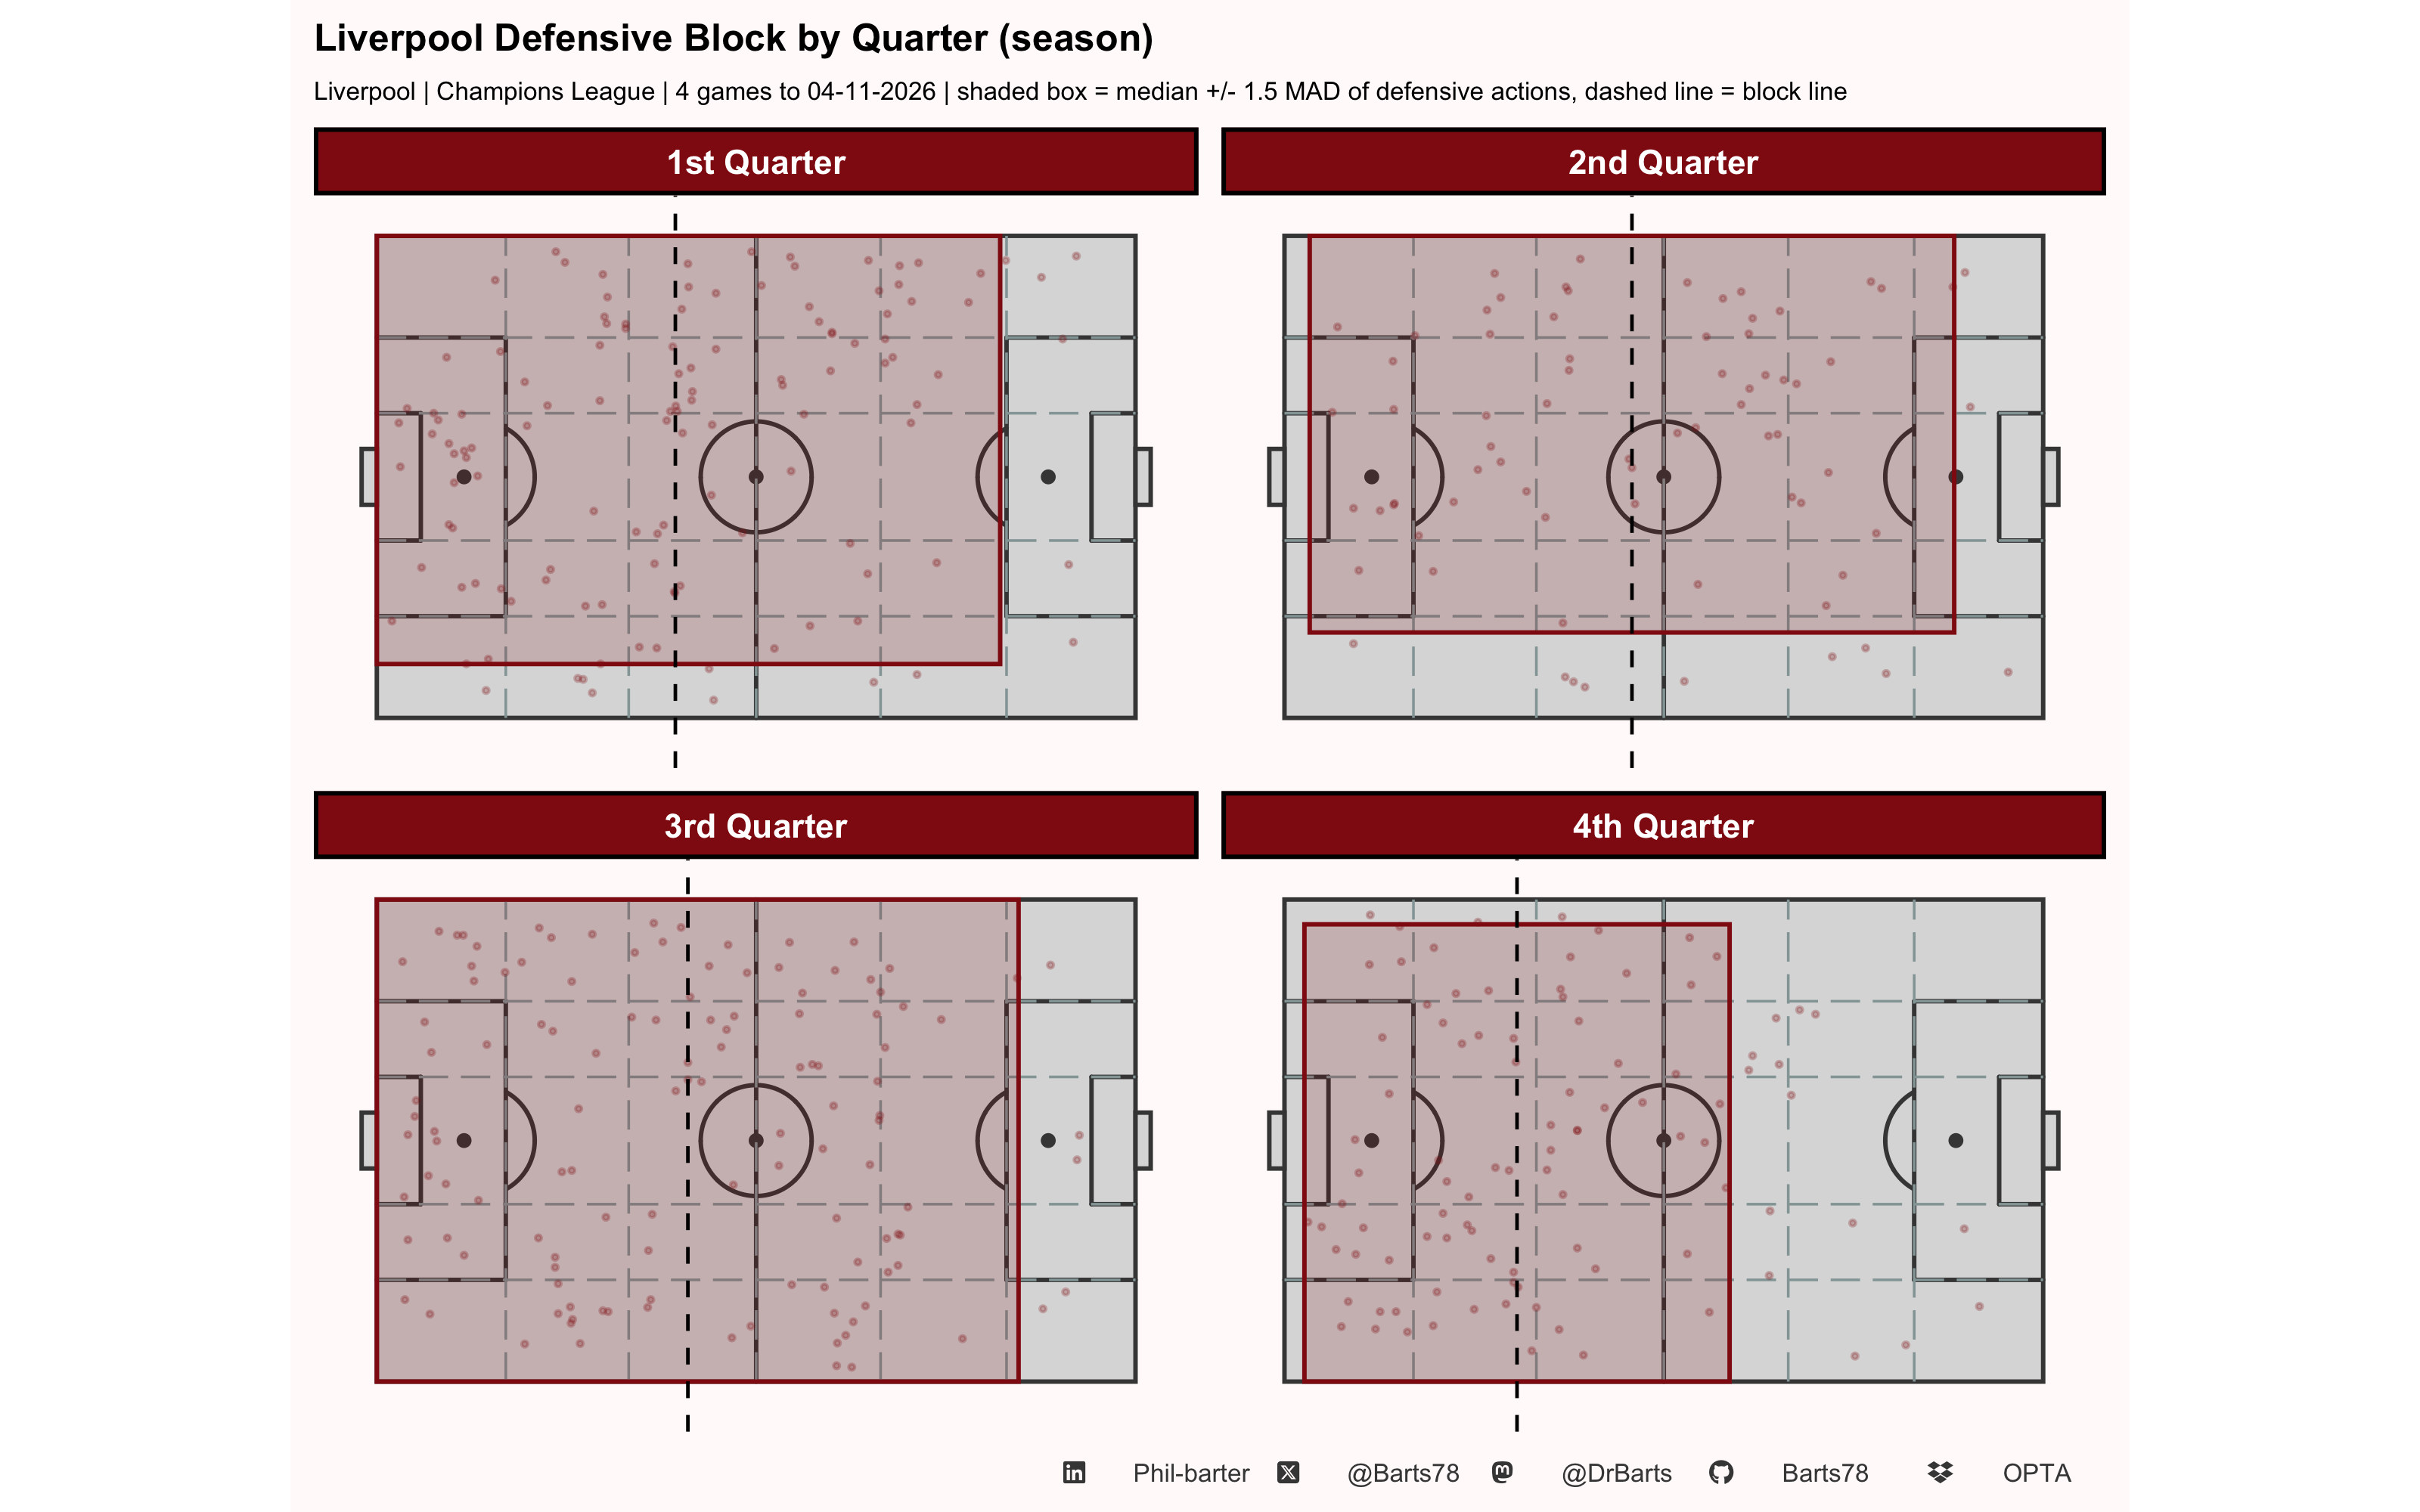 Liverpool Defensive Block by Quarter (season)
Liverpool | Champions League | 4 games to 04-11-2026 | shaded box = median +/- 1.5 MAD of defensive actions, dashed line = block line
1st Quarter
2nd Quarter
3rd Quarter
4th Quarter
Phil-barter @Barts78 @DrBarts Barts78 OPTA